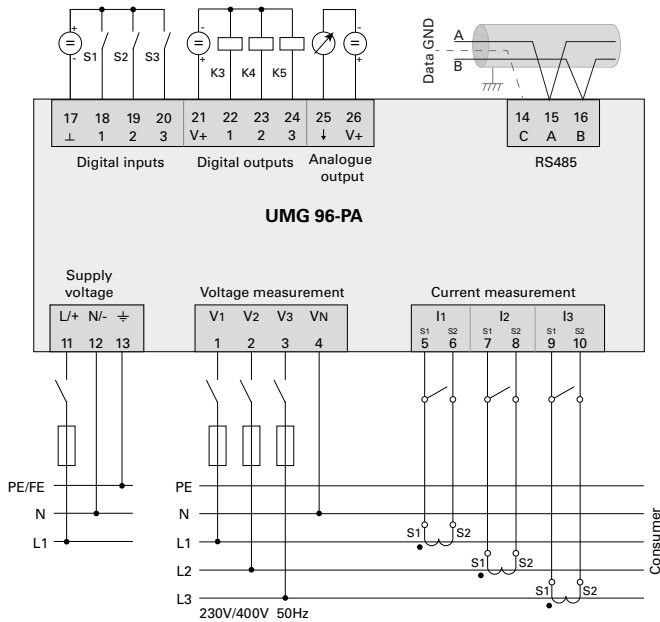 + - + - +
= S1 S2 S3 = K3 K4 K5 =
- + +
Data GND
A
B
17 18 19 20 21 22 23 24 25 26
⊥ 1 2 3 V+ 1 2 3 ↓ V+
14 15 16
C A B
Digital inputs
Digital outputs
Analogue
output
RS485
UMG 96-PA
Supply
voltage
Voltage measurement
Current measurement
L/+ N/-
V1 V2 V3 VN
I1 I2 I3
S1 S2 S1 S2 S1 S2
11 12 13
1 2 3 4
5 6 7 8 9 10
PE/FE
N
L1
PE
N
L1
L2
L3
S1 S2
S1 S2
S1 S2
230V/400V 50Hz
Consumer